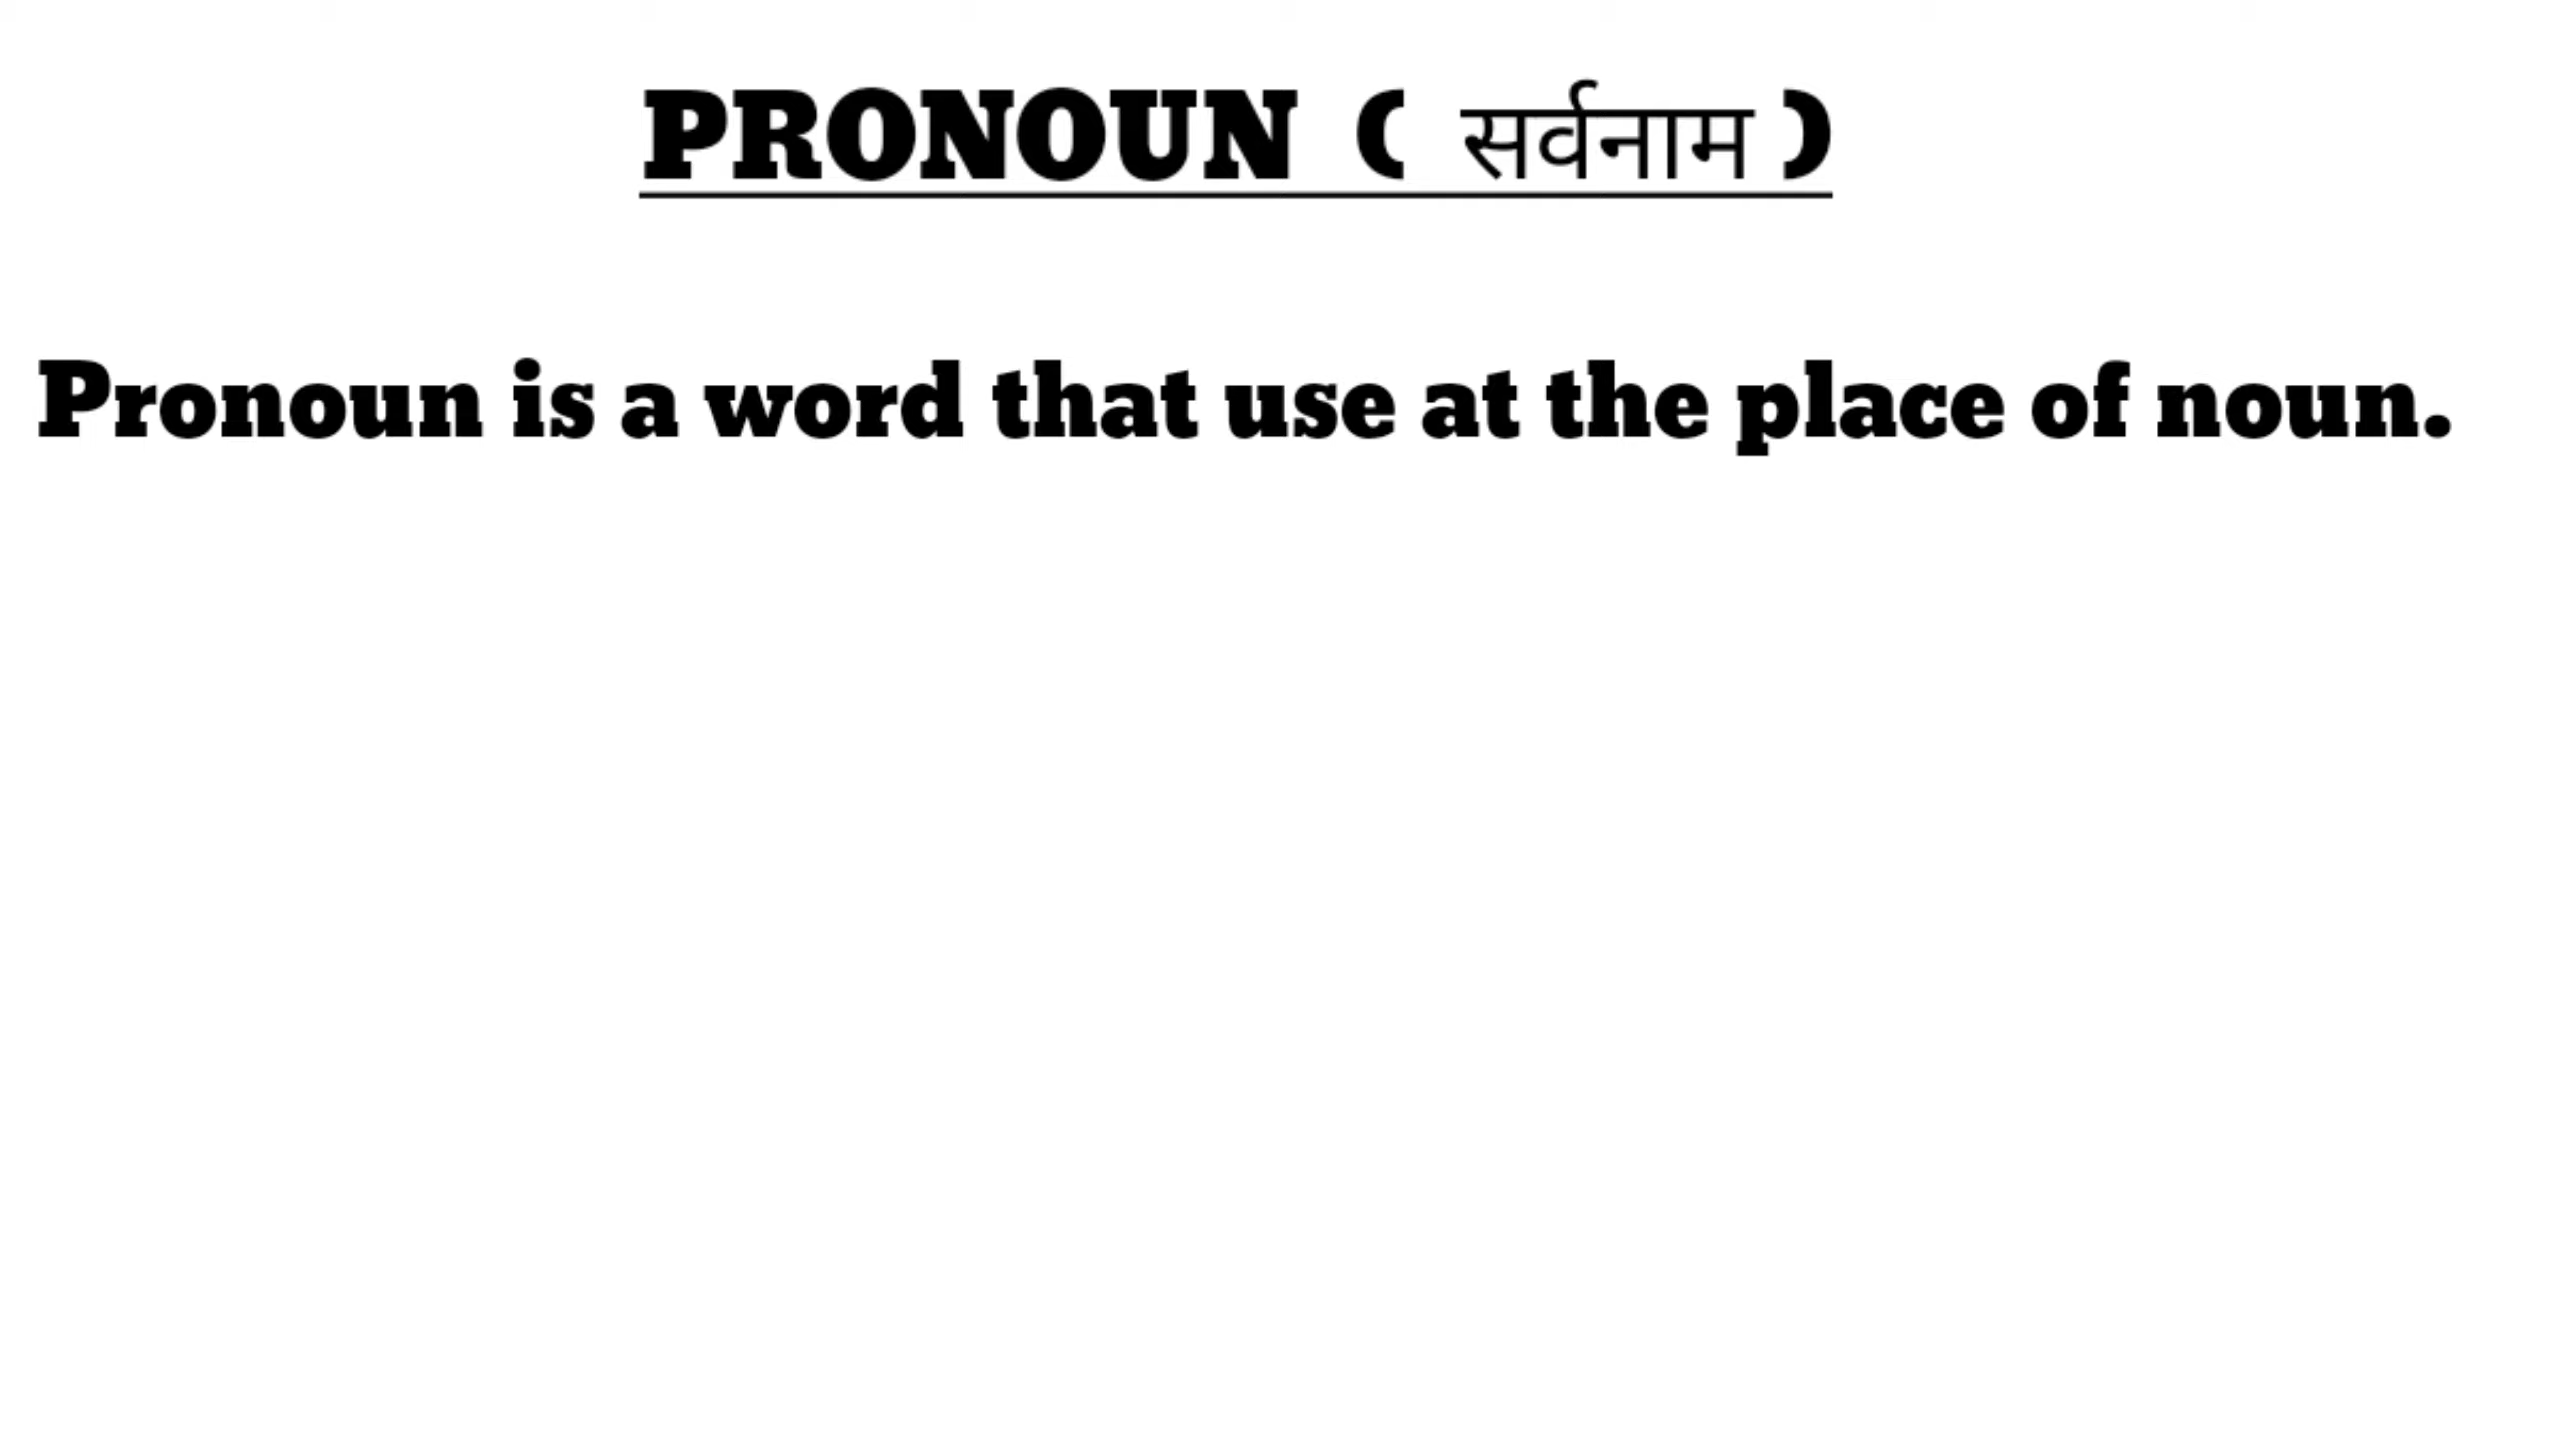 PRONOUN ( सर्वनाम )
Pronoun is a word that use at the place of noun.